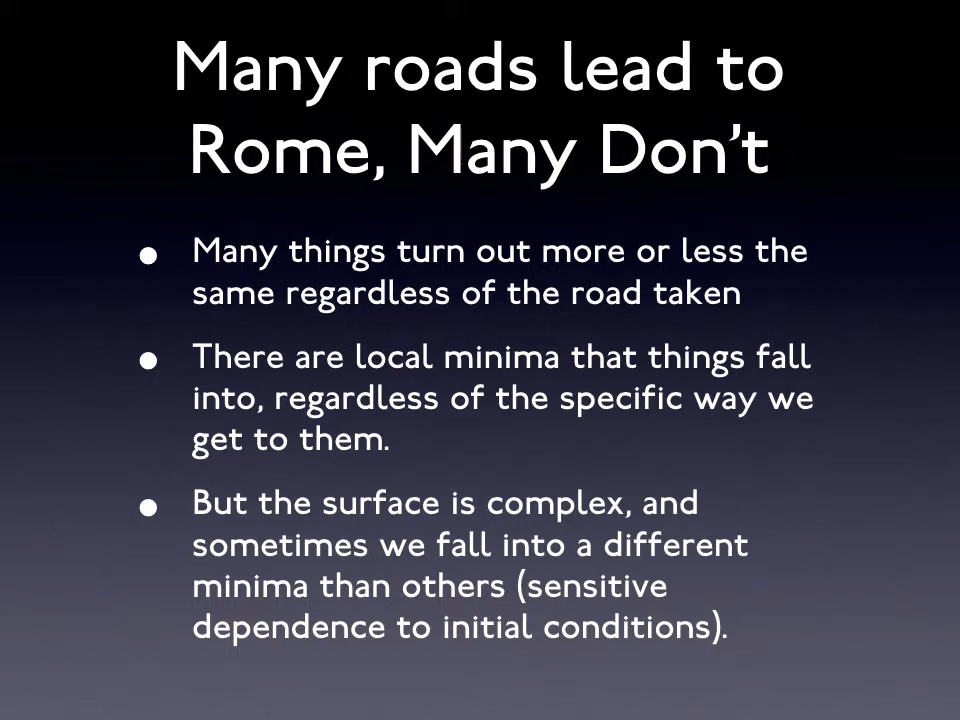 Many roads lead to
Rome, Many Don’t
• Many things turn out more or less the
same regardless of the road taken
• There are local minima that things fall
into, regardless of the specific way we
get to them.
• But the surface is complex, and
sometimes we fall into a different
minima than others (sensitive
dependence to initial conditions).